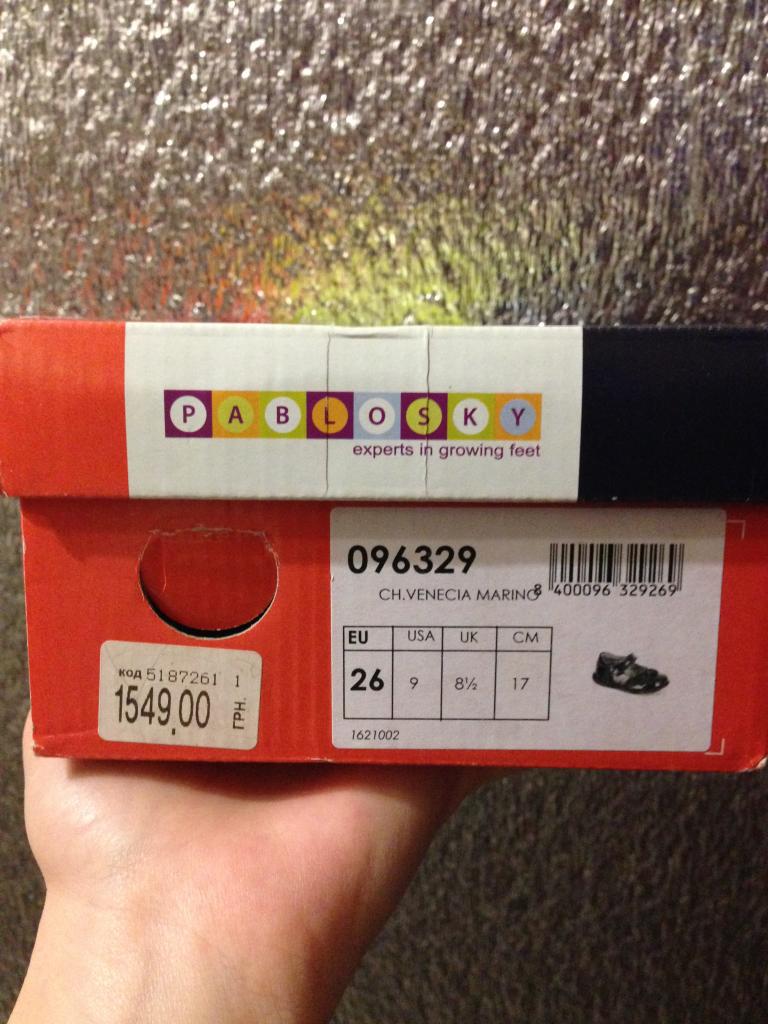 PABLOSKY
experts in growing feet
096329
CH.VENECIA MARINO
8 400096 329269
EU USA UK CM
26 9 8½ 17
1621002
код 5187261 1
1549.00 ГРН.